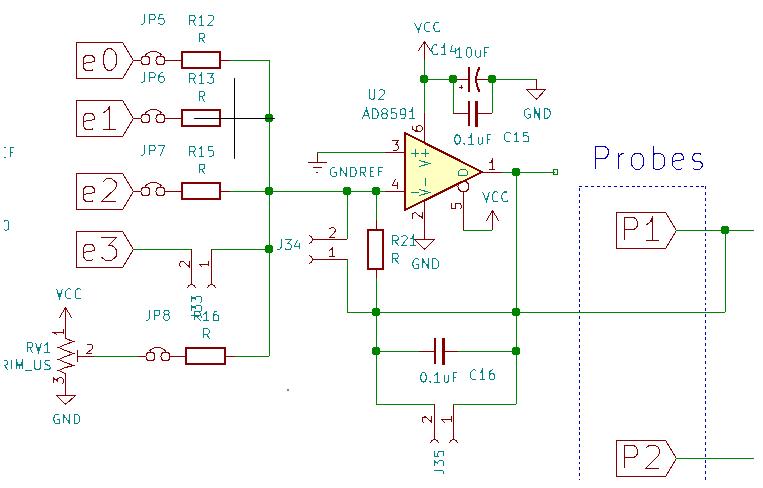 JP5 R12
R
e0
JP6 R13
R
e1
JP7 R15
R
e2
e3
2 1
J33
VCC
JP8 R16
R
1
RV1
2
RIM_US
3
GND
VCC
C14 10uF
+
GND
U2
AD8591
0.1uF C15
6
3
++
V+
1
D
GNDREF
4
V-
2
5
VCC
GND
J34
2
1
R21
R
0.1uF C16
2 1
J35
Probes
P1
P2